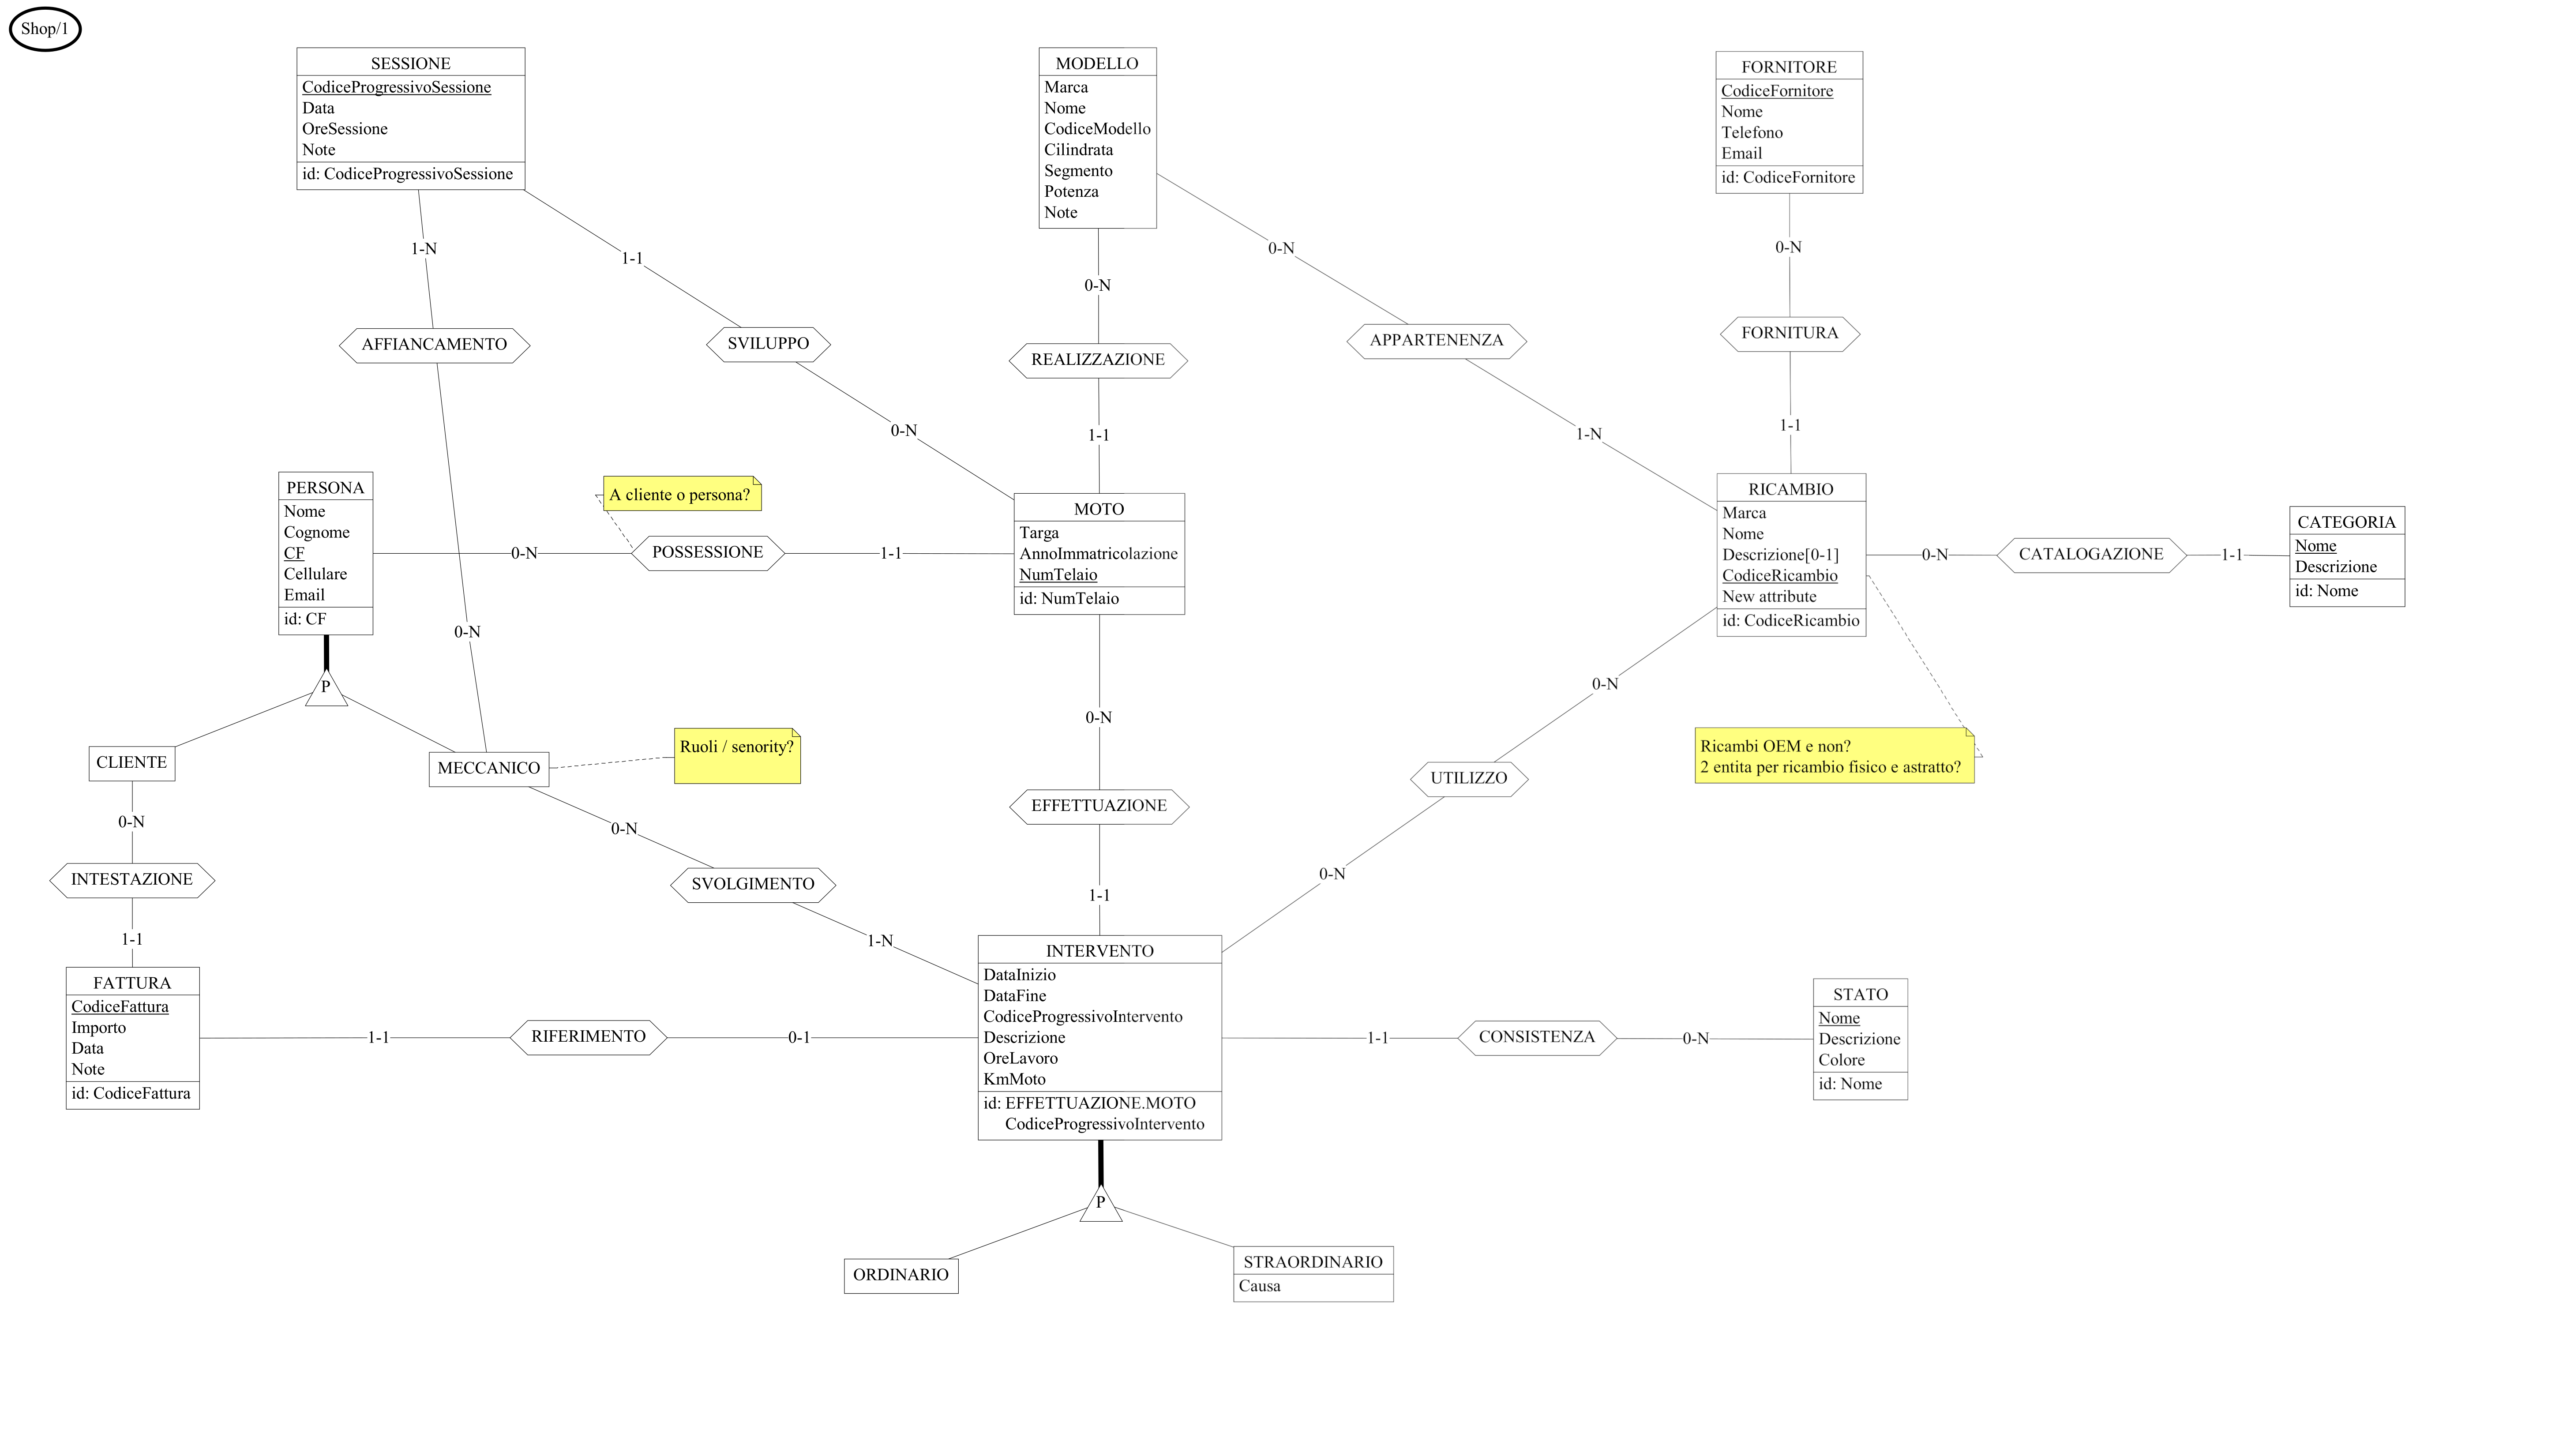 Shop/1
SESSIONE
CodiceProgressivoSessione
Data
OreSessione
Note
id: CodiceProgressivoSessione
MODELLO
Marca
Nome
CodiceModello
Cilindrata
Segmento
Potenza
Note
FORNITORE
CodiceFornitore
Nome
Telefono
Email
id: CodiceFornitore
1-N
1-1
0-N
0-N
0-N
AFFIANCAMENTO
SVILUPPO
REALIZZAZIONE
APPARTENENZA
FORNITURA
0-N
1-1
1-N
1-1
PERSONA
Nome
Cognome
CF
Cellulare
Email
id: CF
A cliente o persona?
0-N
POSSESSIONE
1-1
MOTO
Targa
AnnoImmatricolazione
NumTelaio
id: NumTelaio
RICAMBIO
Marca
Nome
Descrizione[0-1]
CodiceRicambio
New attribute
id: CodiceRicambio
0-N
CATALOGAZIONE
1-1
CATEGORIA
Nome
Descrizione
id: Nome
0-N
P
CLIENTE
MECCANICO
Ruoli / senority?
0-N
0-N
Ricambi OEM e non?
2 entita per ricambio fisico e astratto?
UTILIZZO
EFFETTUAZIONE
0-N
0-N
INTESTAZIONE
SVOLGIMENTO
0-N
1-1
1-1
1-N
FATTURA
CodiceFattura
Importo
Data
Note
id: CodiceFattura
1-1
RIFERIMENTO
0-1
INTERVENTO
DataInizio
DataFine
CodiceProgressivoIntervento
Descrizione
OreLavoro
KmMoto
id: EFFETTUAZIONE.MOTO
CodiceProgressivoIntervento
1-1
CONSISTENZA
0-N
STATO
Nome
Descrizione
Colore
id: Nome
P
ORDINARIO
STRAORDINARIO
Causa